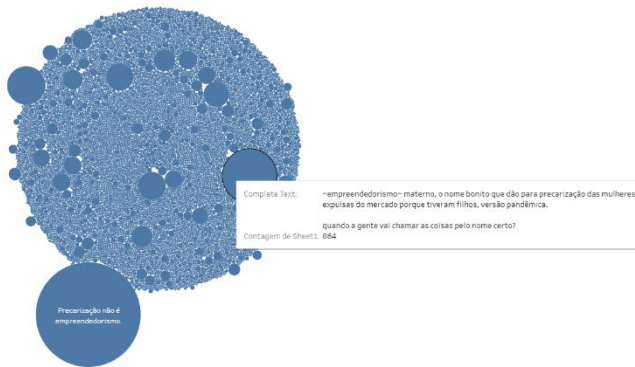 Complete Text: ~empreendedorismo~ materno, o nome bonito que dão para precarização das mulheres
expulsas do mercado porque tiveram filhos, versão pandêmica.
quando a gente vai chamar as coisas pelo nome certo?
Contagem de Sheet1: 864
Precarização não é
empreendedorismo.